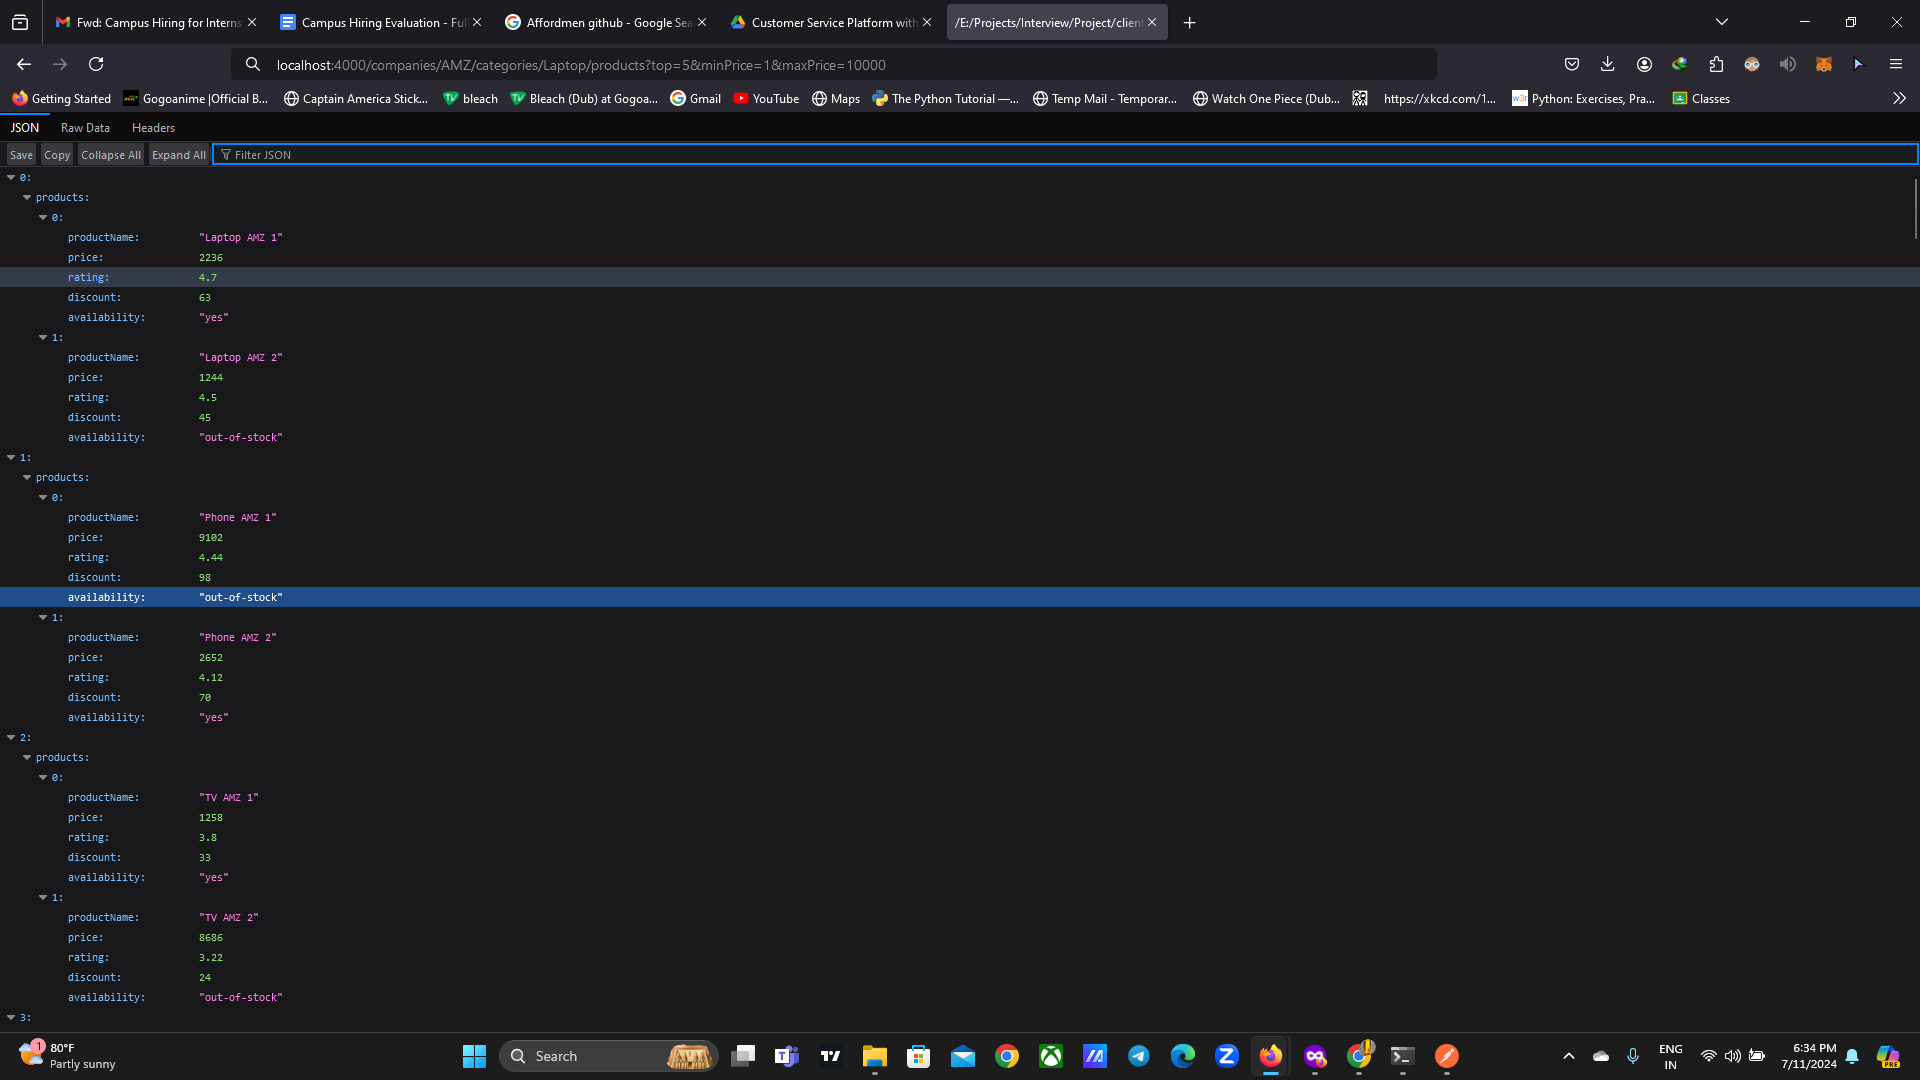 Fwd: Campus Hiring for Interns
Campus Hiring Evaluation - Full
Affordmen github - Google Sea
Customer Service Platform with
/E:/Projects/Interview/Project/client
localhost:4000/companies/AMZ/categories/Laptop/products?top=5&minPrice=1&maxPrice=10000
Getting Started
Gogoanime |Official B...
Captain America Stick...
bleach
Bleach (Dub) at Gogoa...
Gmail
YouTube
Maps
The Python Tutorial —...
Temp Mail - Temporar...
Watch One Piece (Dub...
https://xkcd.com/1...
Python: Exercises, Pra...
Classes
JSON Raw Data Headers
Save Copy Collapse All Expand All Filter JSON
0:
products:
0:
productName: "Laptop AMZ 1"
price: 2236
rating: 4.7
discount: 63
availability: "yes"
1:
productName: "Laptop AMZ 2"
price: 1244
rating: 4.5
discount: 45
availability: "out-of-stock"
1:
products:
0:
productName: "Phone AMZ 1"
price: 9102
rating: 4.44
discount: 98
availability: "out-of-stock"
1:
productName: "Phone AMZ 2"
price: 2652
rating: 4.12
discount: 70
availability: "yes"
2:
products:
0:
productName: "TV AMZ 1"
price: 1258
rating: 3.8
discount: 33
availability: "yes"
1:
productName: "TV AMZ 2"
price: 8686
rating: 3.22
discount: 24
availability: "out-of-stock"
3:
1
80°F
Partly sunny
Search
ENG
IN
6:34 PM
7/11/2024
PRE